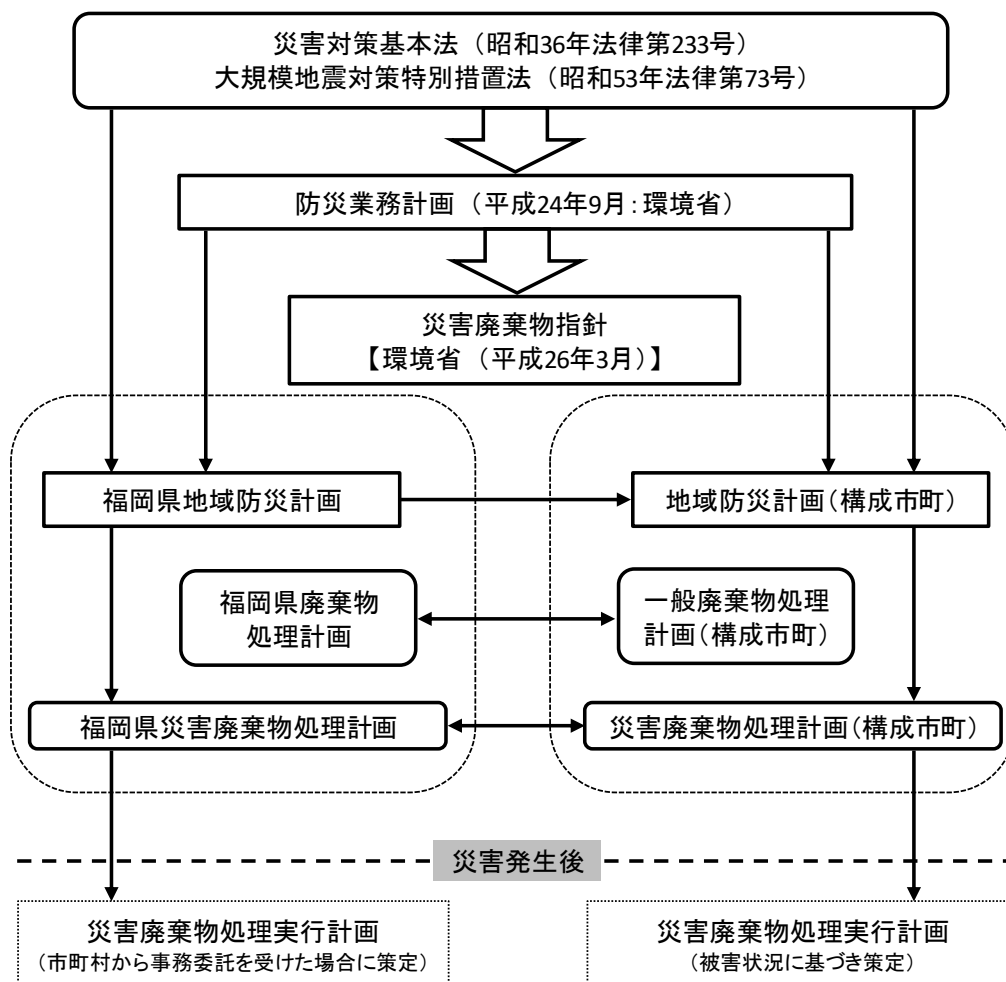 災害対策基本法（昭和36年法律第233号）
大規模地震対策特別措置法（昭和53年法律第73号）
防災業務計画（平成24年9月：環境省）
災害廃棄物指針
【環境省（平成26年3月）】
福岡県地域防災計画
地域防災計画（構成市町）
福岡県廃棄物
処理計画
一般廃棄物処理
計画（構成市町）
福岡県災害廃棄物処理計画
災害廃棄物処理計画（構成市町）
災害発生後
災害廃棄物処理実行計画
（市町村から事務委託を受けた場合に策定）
災害廃棄物処理実行計画
（被害状況に基づき策定）